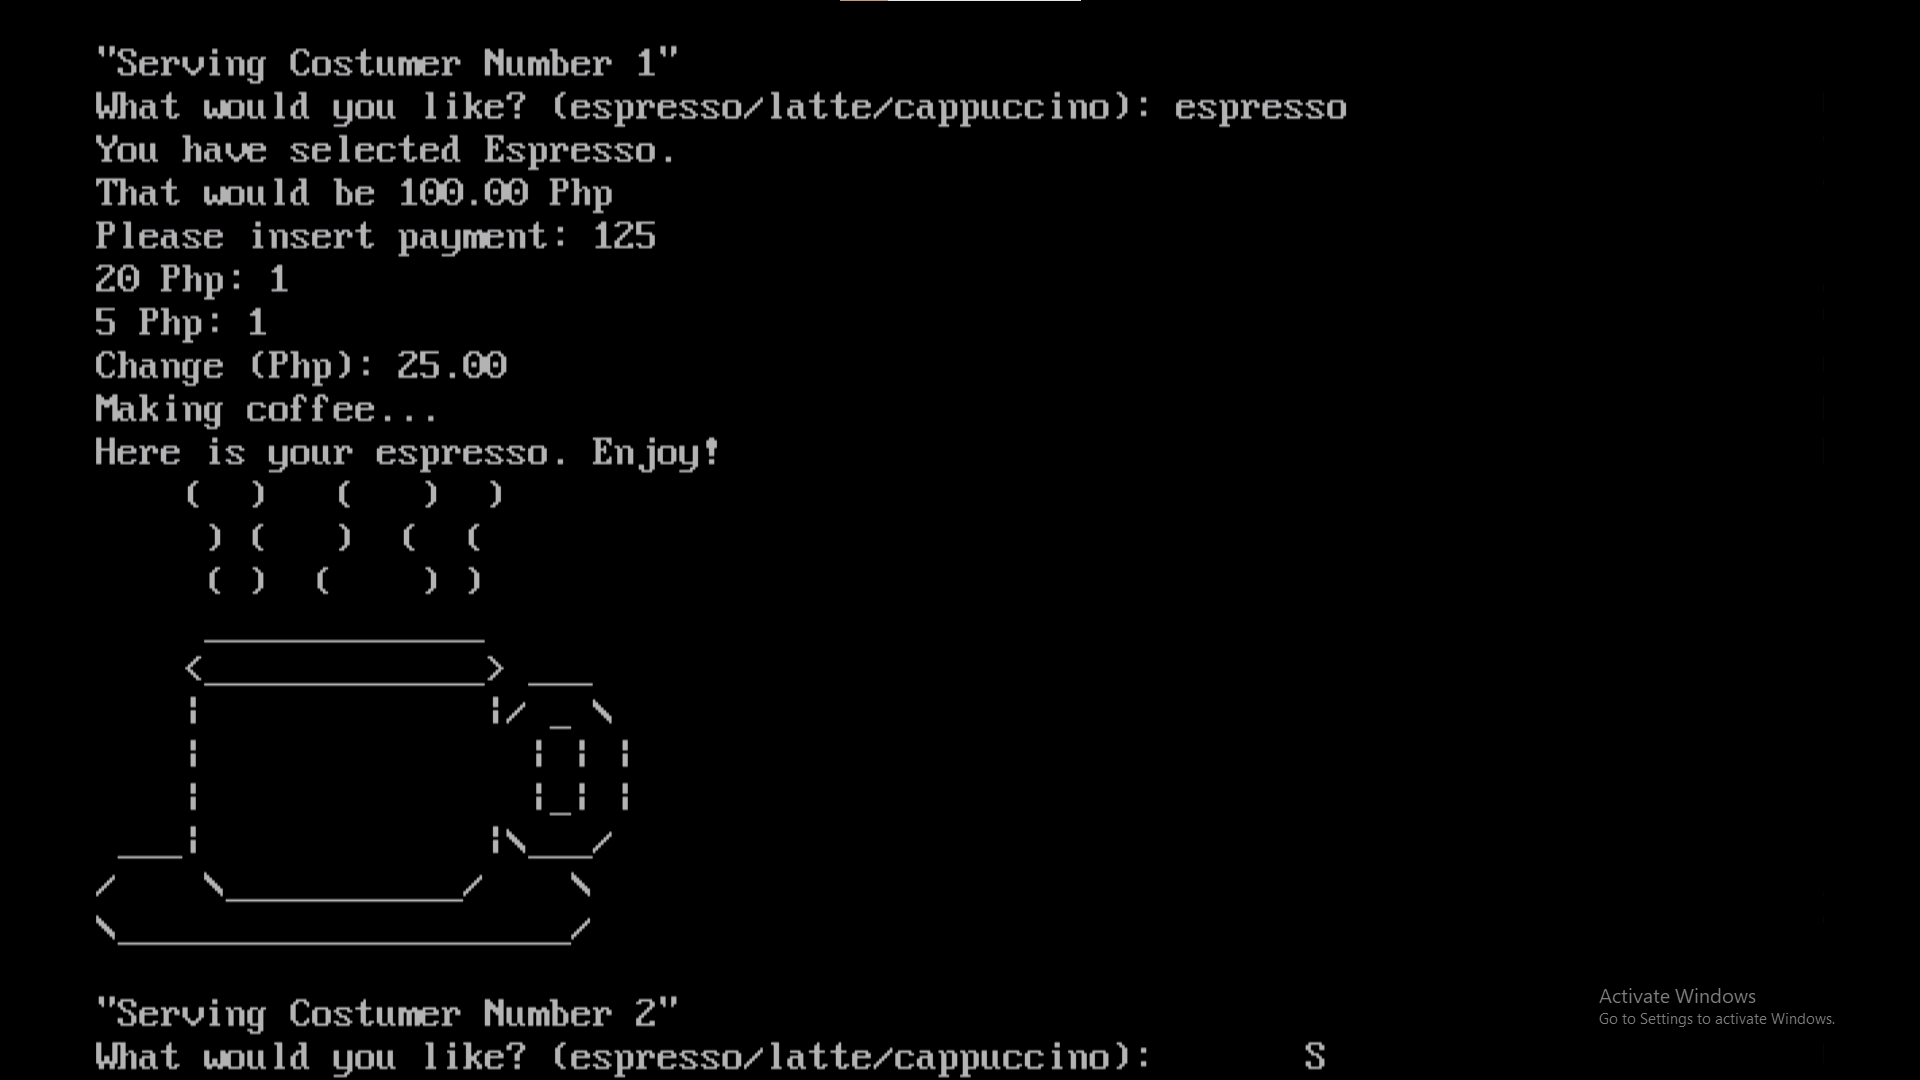 "Serving Costumer Number 1"
What would you like? (espresso/latte/cappuccino): espresso
You have selected Espresso.
That would be 100.00 Php
Please insert payment: 125
20 Php: 1
5 Php: 1
Change (Php): 25.00
Making coffee...
Here is your espresso. Enjoy!
"Serving Costumer Number 2"
What would you like? (espresso/latte/cappuccino): S
Activate Windows
Go to Settings to activate Windows.